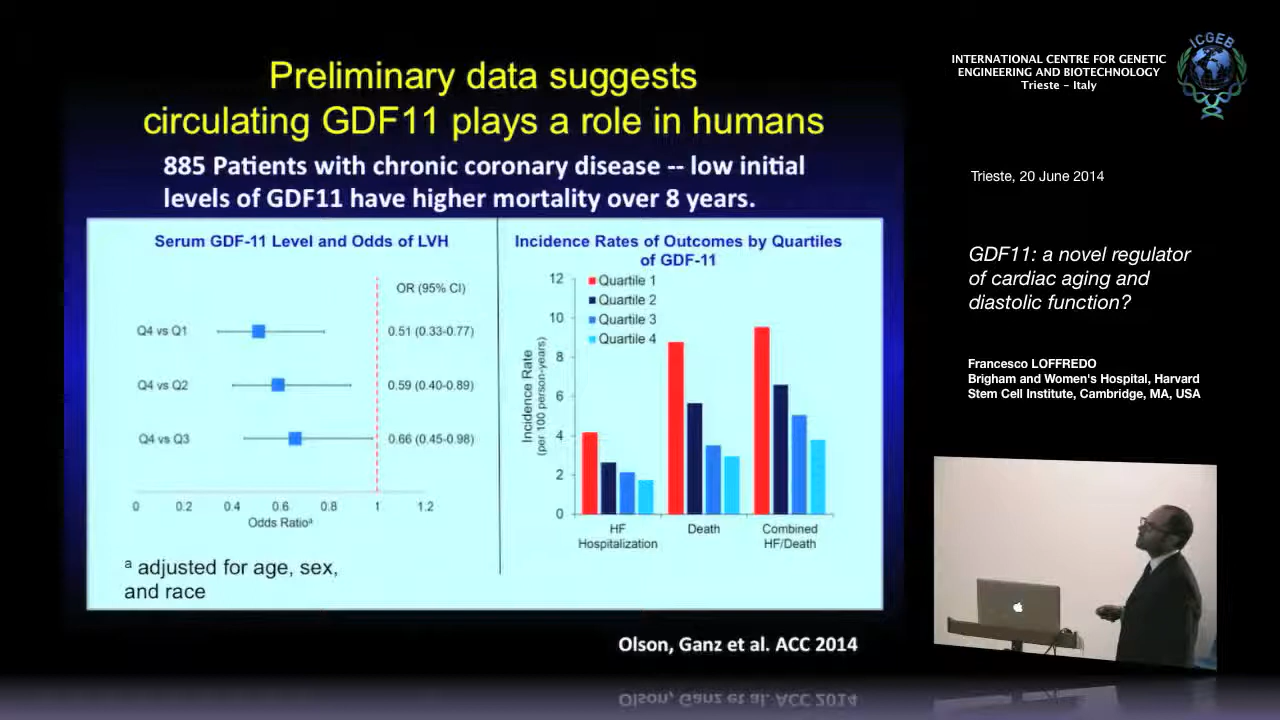 Preliminary data suggests
circulating GDF11 plays a role in humans
885 Patients with chronic coronary disease -- low initial
levels of GDF11 have higher mortality over 8 years.
Serum GDF-11 Level and Odds of LVH
OR (95% CI)
Q4 vs Q1
0.51 (0.33-0.77)
Q4 vs Q2
0.59 (0.40-0.89)
Q4 vs Q3
0.66 (0.45-0.98)
0 0.2 0.4 0.6 0.8 1 1.2
Odds Ratioᵃ
ᵃ adjusted for age, sex,
and race
Incidence Rates of Outcomes by Quartiles
of GDF-11
Quartile 1
Quartile 2
Quartile 3
Quartile 4
Incidence Rate
(per 100 person-years)
12
10
8
6
4
2
0
HF
Hospitalization
Death
Combined
HF/Death
Olson, Ganz et al. ACC 2014
INTERNATIONAL CENTRE FOR GENETIC
ENGINEERING AND BIOTECHNOLOGY
Trieste - Italy
ICGEB
Trieste, 20 June 2014
GDF11: a novel regulator
of cardiac aging and
diastolic function?
Francesco LOFFREDO
Brigham and Women's Hospital, Harvard
Stem Cell Institute, Cambridge, MA, USA